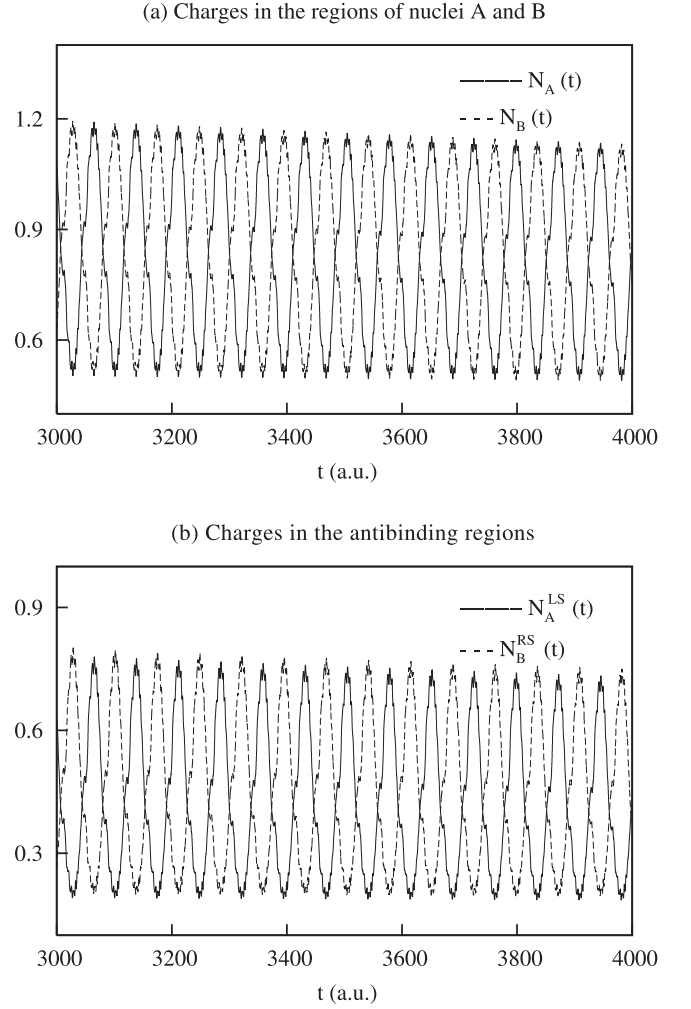 (a) Charges in the regions of nuclei A and B
N_A (t)
N_B (t)
1.2
0.9
0.6
3000 3200 3400 3600 3800 4000
t (a.u.)
(b) Charges in the antibinding regions
N_A^LS (t)
N_B^RS (t)
0.9
0.6
0.3
3000 3200 3400 3600 3800 4000
t (a.u.)